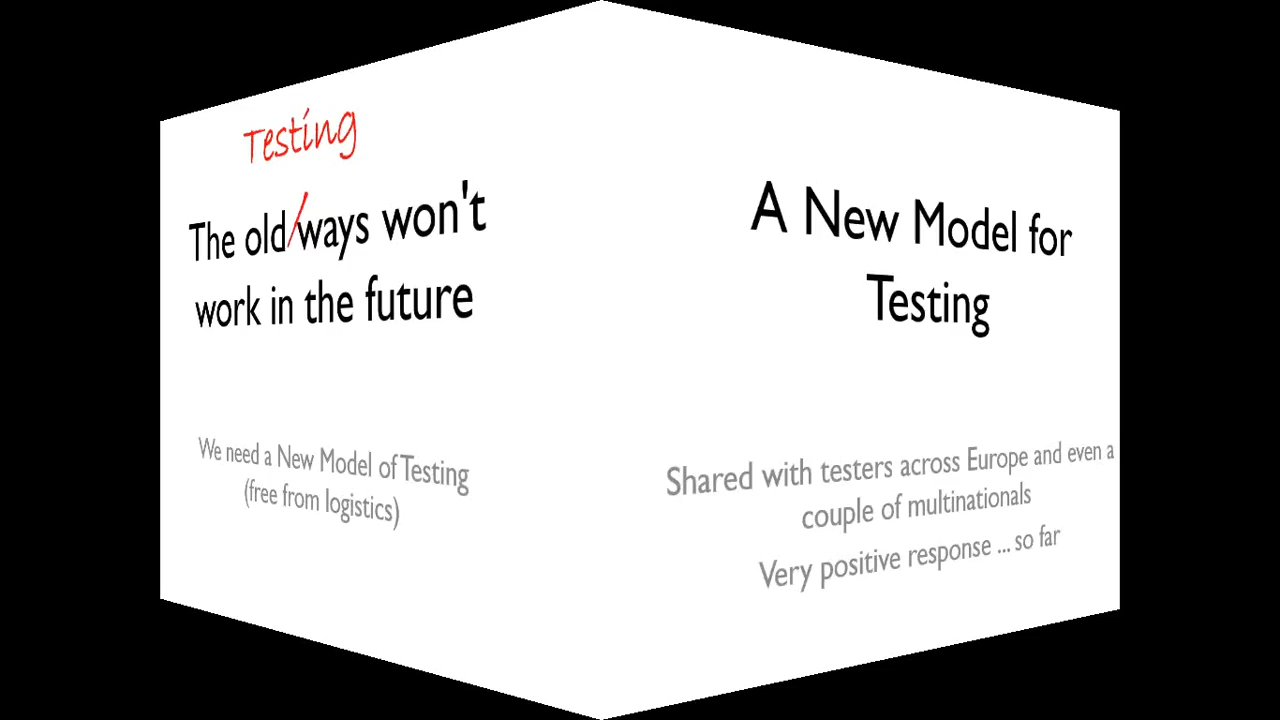 Testing
The old/ways won't
work in the future
We need a New Model of Testing
(free from logistics)
A New Model for
Testing
Shared with testers across Europe and even a
couple of multinationals
Very positive response ... so far